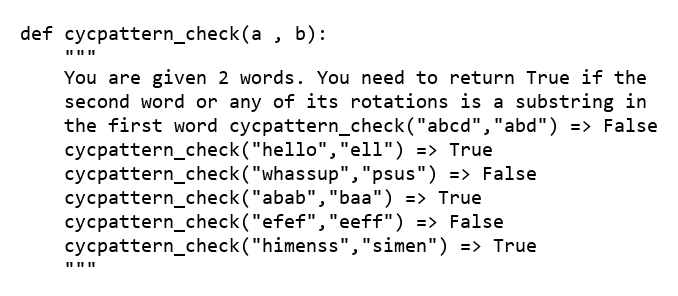 def cycpattern_check(a , b):
    """
    You are given 2 words. You need to return True if the
    second word or any of its rotations is a substring in
    the first word cycpattern_check("abcd","abd") => False
    cycpattern_check("hello","ell") => True
    cycpattern_check("whassup","psus") => False
    cycpattern_check("abab","baa") => True
    cycpattern_check("efef","eeff") => False
    cycpattern_check("himenss","simen") => True
    """